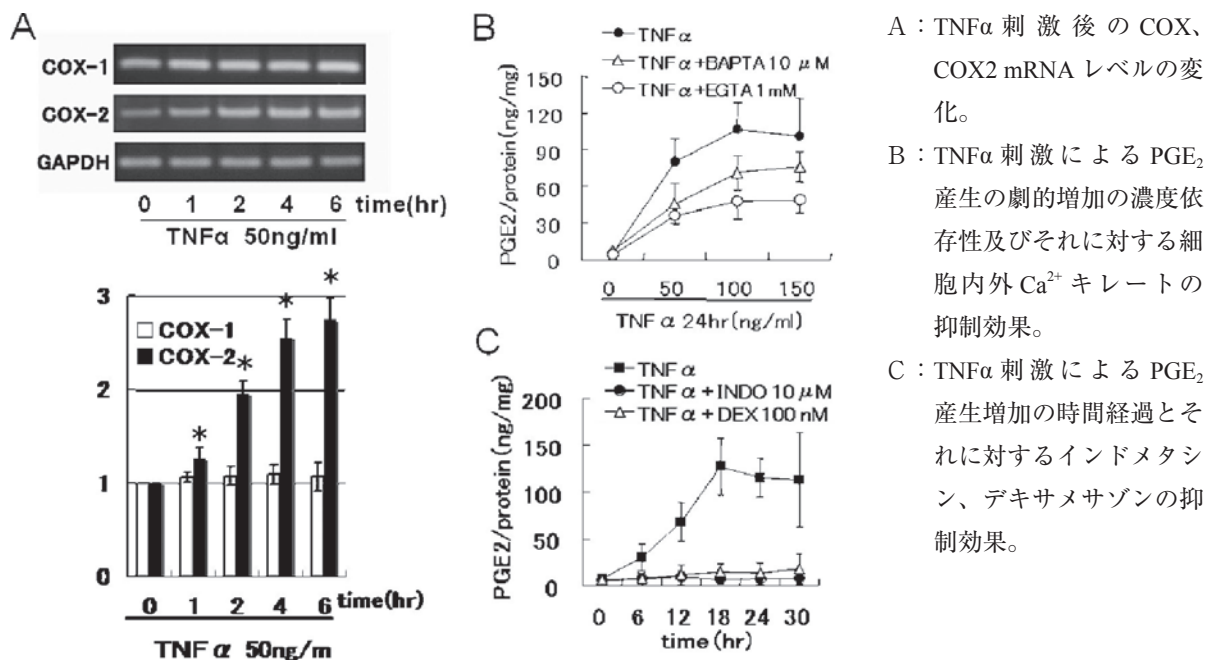 A
COX-1
COX-2
GAPDH
0 1 2 4 6 time(hr)
TNFα 50ng/ml
3
2
1
0
COX-1
COX-2
* * * *
0 1 2 4 6 time(hr)
TNFα 50ng/m
B
TNFα
TNFα+BAPTA 10 μM
TNFα+EGTA 1mM
PGE2/protein(ng/mg)
150
120
90
60
30
0
0 50 100 150
TNFα 24hr(ng/ml)
C
TNFα
TNFα+INDO 10 μM
TNFα+DEX 100 nM
PGE2/protein(ng/mg)
200
150
100
50
0
0 6 12 18 24 30
time(hr)
A：TNFα 刺激後の COX、
COX2 mRNA レベルの変
化。
B：TNFα 刺激による PGE₂
産生の劇的増加の濃度依
存性及びそれに対する細
胞内外 Ca²⁺ キレートの
抑制効果。
C：TNFα 刺激による PGE₂
産生増加の時間経過とそ
れに対するインドメタシ
ン、デキサメサゾンの抑
制効果。